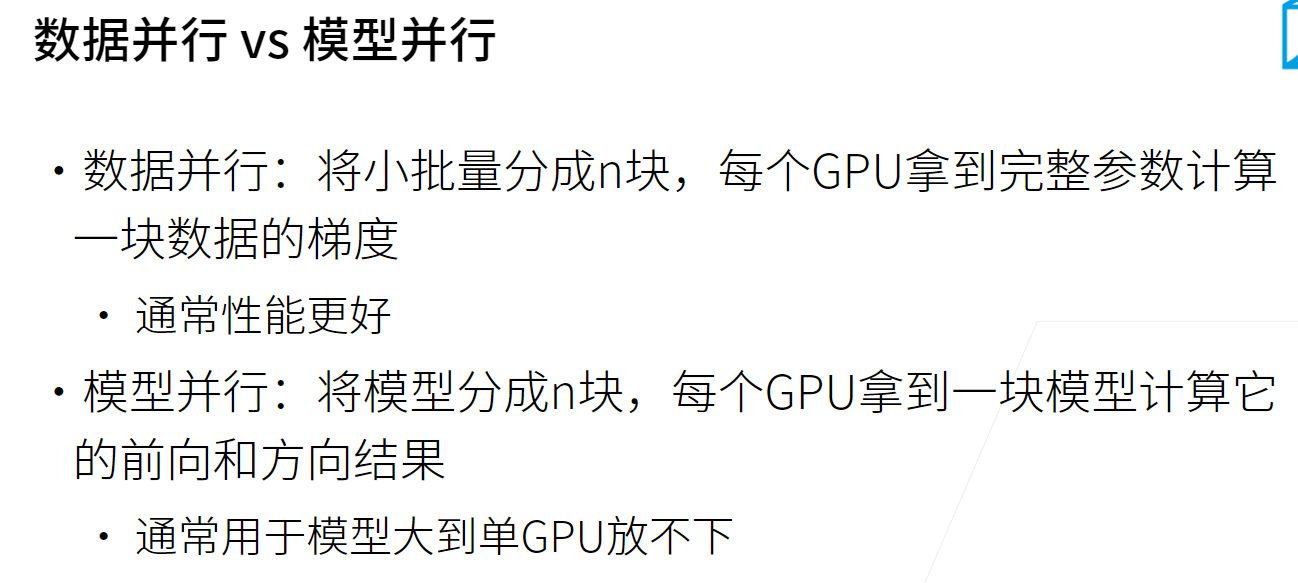 数据并行 vs 模型并行
• 数据并行：将小批量分成n块，每个GPU拿到完整参数计算
一块数据的梯度
• 通常性能更好
• 模型并行：将模型分成n块，每个GPU拿到一块模型计算它
的前向和方向结果
• 通常用于模型大到单GPU放不下